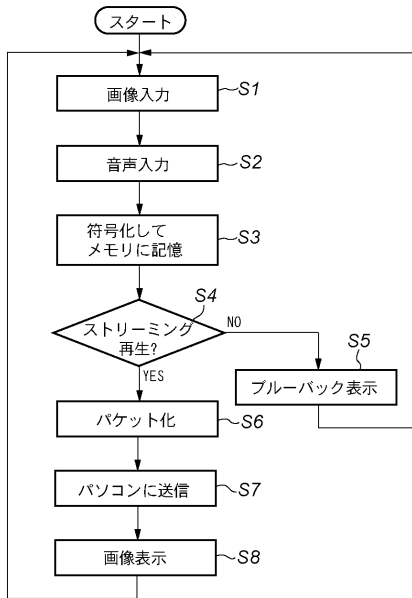 スタート
画像入力
S1
音声入力
S2
符号化して
メモリに記憶
S3
S4
ストリーミング
再生?
NO
YES
S5
ブルーバック表示
パケット化
S6
パソコンに送信
S7
画像表示
S8